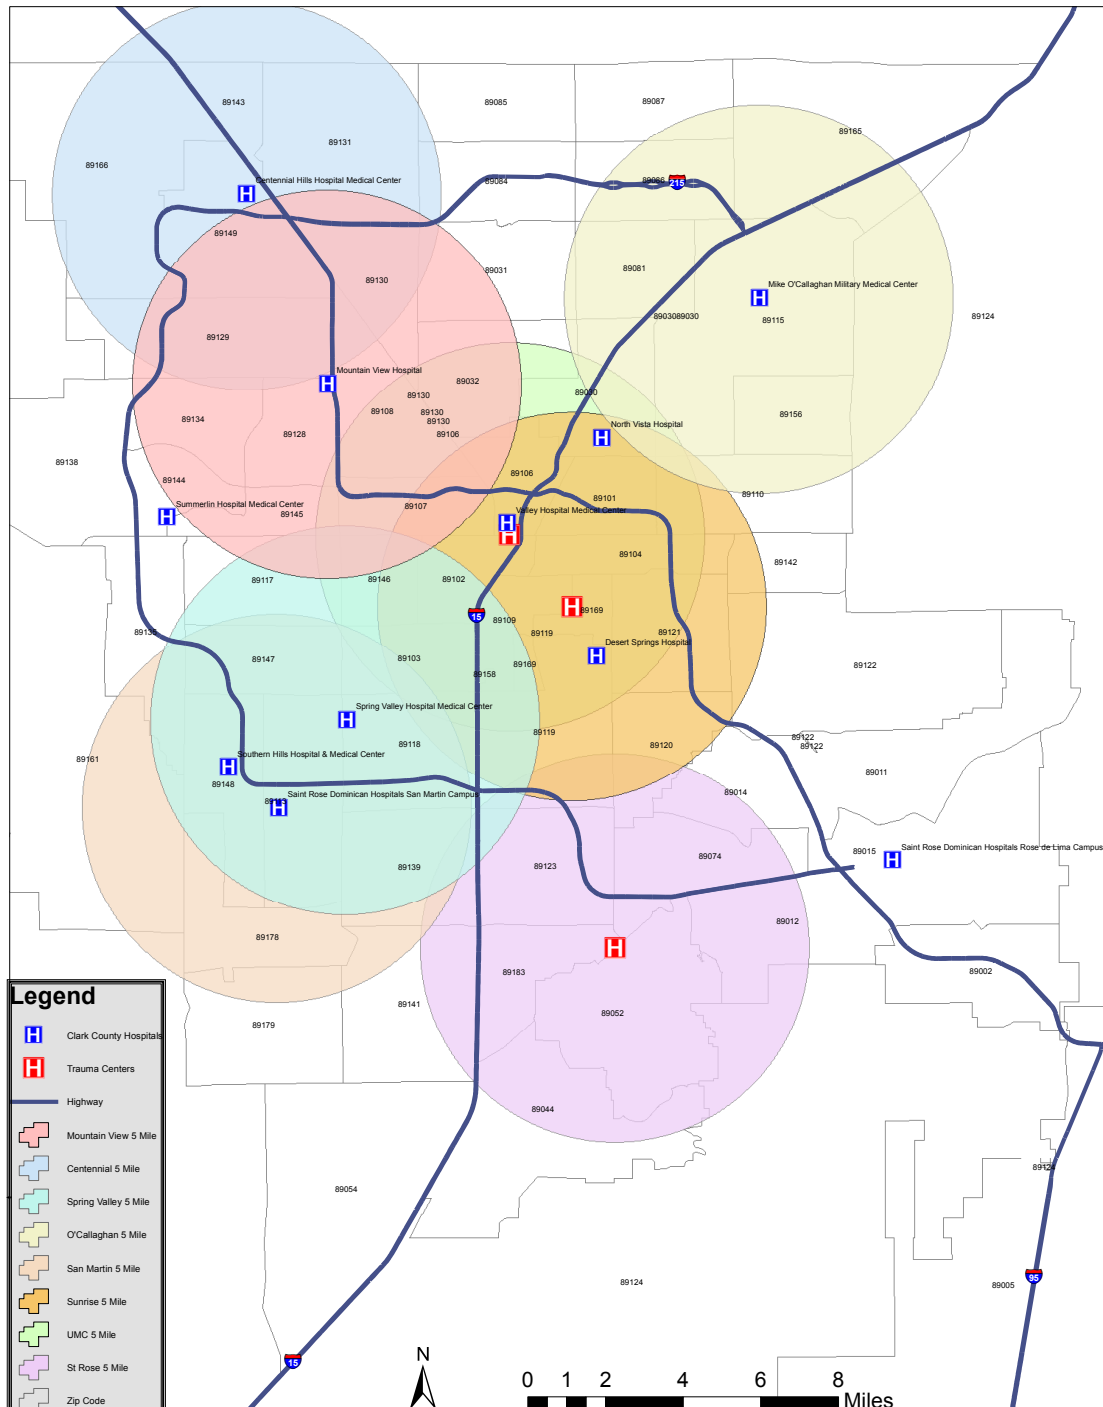 89085
89087
89143
89165
89131
89166
Centennial Hills Hospital Medical Center
89084
89086
215
89149
89031
89081
89130
Mike O'Callaghan Military Medical Center
8903089030
89115
89124
89129
Mountain View Hospital
89032
89130
89030
89108
89130
89130
89134
89156
89128
89106
North Vista Hospital
89138
89106
89144
89101
89110
Summerlin Hospital Medical Center
89107
89145
Valley Hospital Medical Center
89104
89142
89117
89146
89102
89169
15
89109
89135
89119
89121
Desert Springs Hospital
89147
89103
89169
89122
89158
Spring Valley Hospital Medical Center
89119
89122
89118
89120
89122
Southern Hills Hospital & Medical Center
89161
89011
89148
89014
Saint Rose Dominican Hospitals San Martin Campus
89015
Saint Rose Dominican Hospitals Rose de Lima Campus
89074
89139
89123
89012
89178
89183
89002
89141
89052
89179
89044
89124
89054
95
89124
89005
15
Legend
Clark County Hospitals
Trauma Centers
Highway
Mountain View 5 Mile
Centennial 5 Mile
Spring Valley 5 Mile
O'Callaghan 5 Mile
San Martin 5 Mile
Sunrise 5 Mile
UMC 5 Mile
St Rose 5 Mile
Zip Code
N
0 1 2 4 6 8
Miles